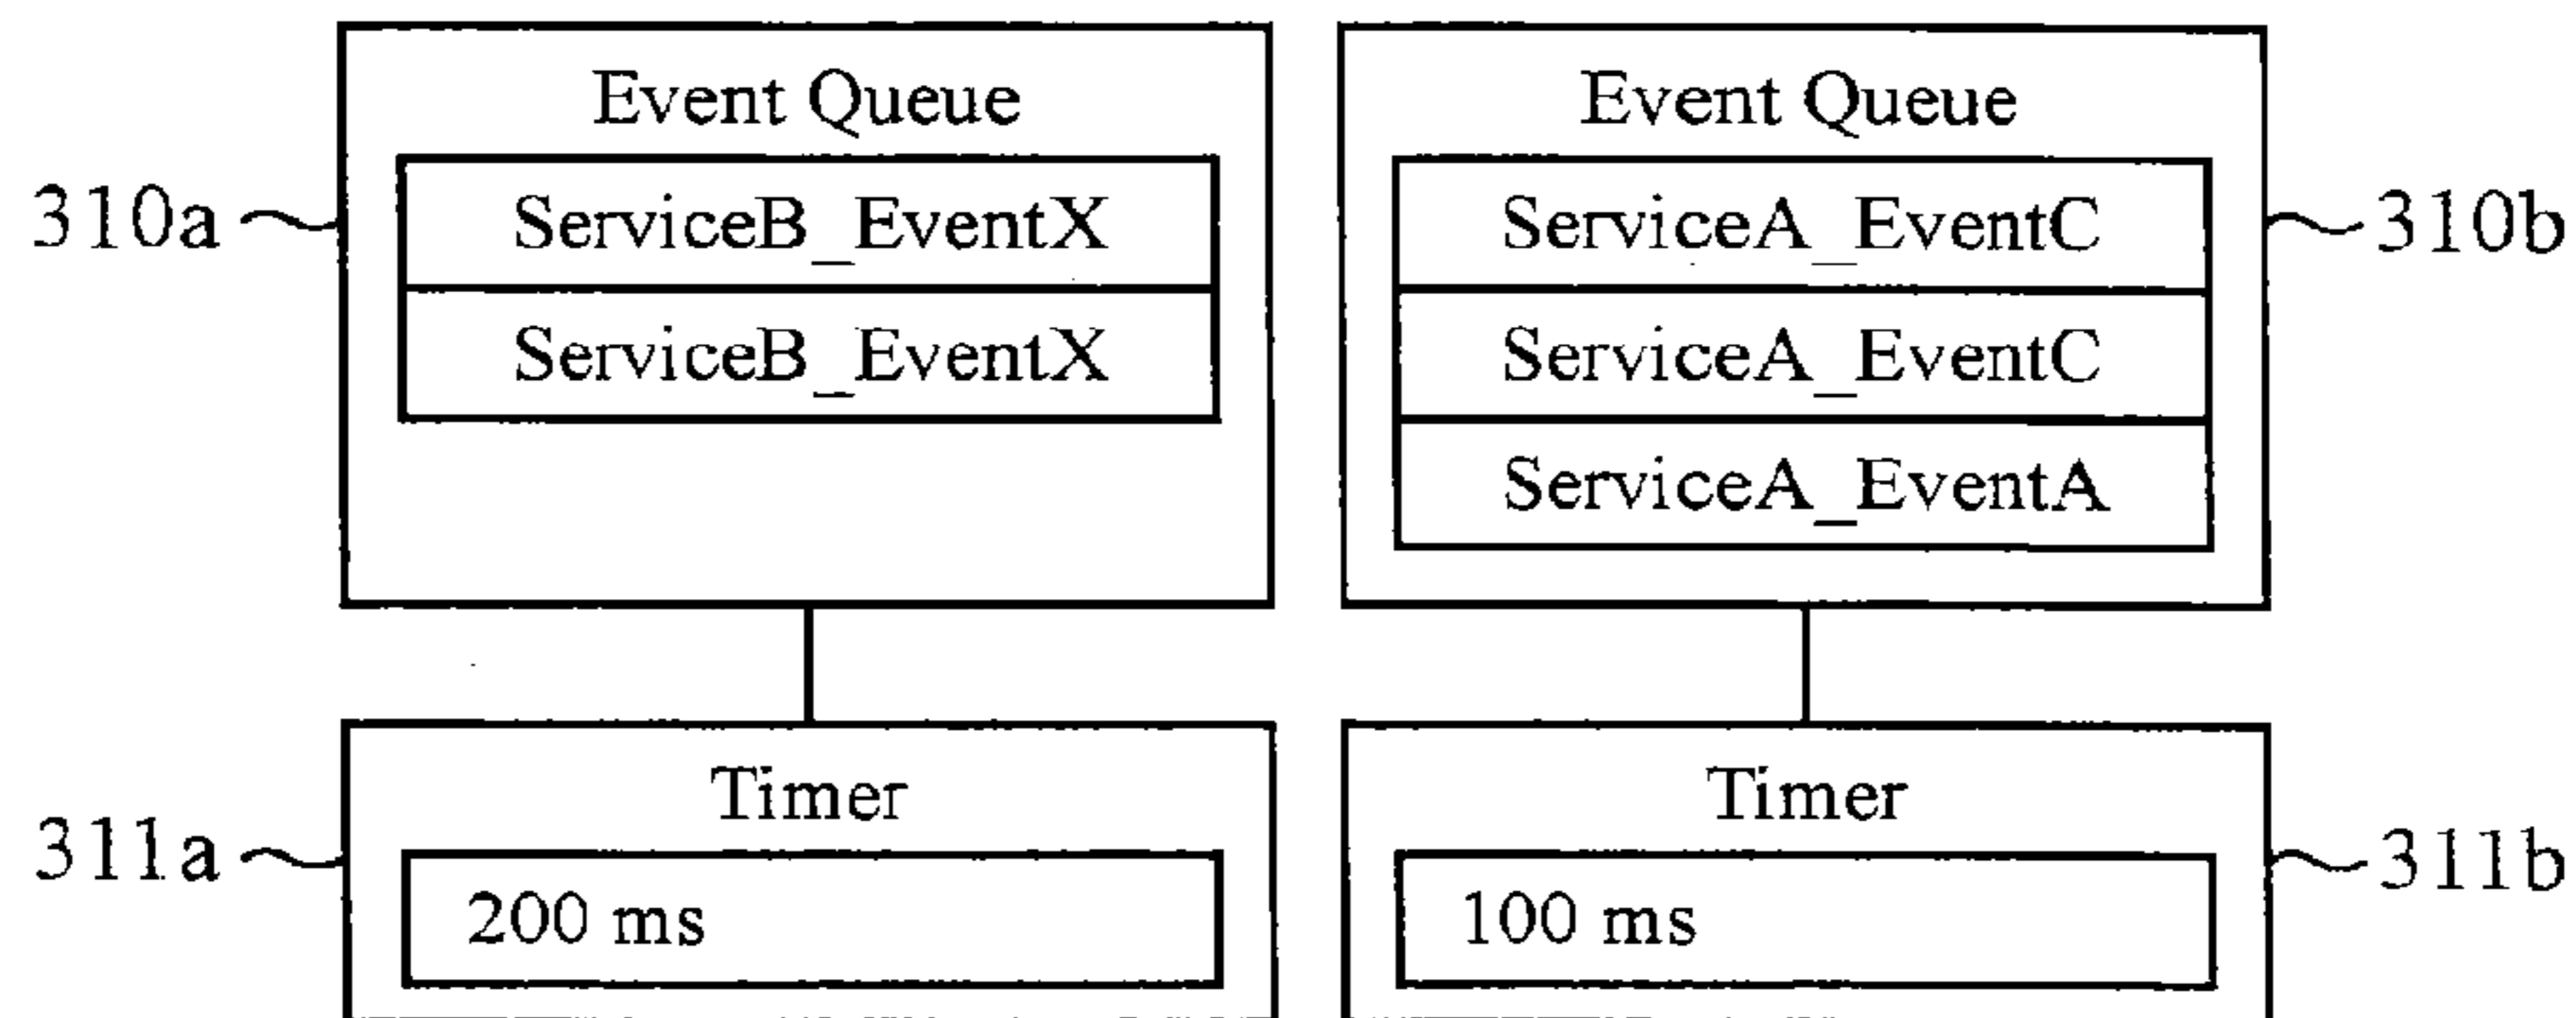 Event Queue
ServiceB_EventX
ServiceB_EventX
310a
Event Queue
ServiceA_EventC
ServiceA_EventC
ServiceA_EventA
310b
Timer
200 ms
311a
Timer
100 ms
311b